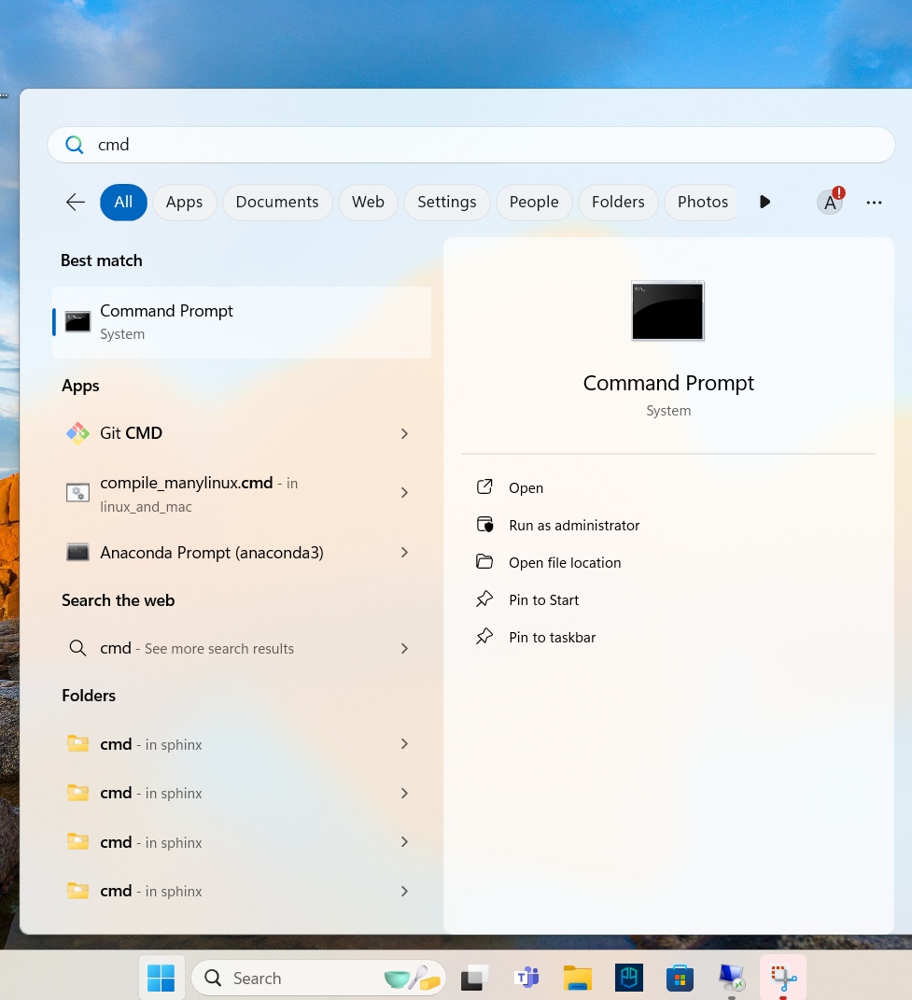 cmd
All Apps Documents Web Settings People Folders Photos A ! ...
Best match
Command Prompt
System
Apps
Git CMD
compile_manylinux.cmd - in
linux_and_mac
Anaconda Prompt (anaconda3)
Search the web
cmd - See more search results
Folders
cmd - in sphinx
cmd - in sphinx
cmd - in sphinx
cmd - in sphinx
Command Prompt
System
Open
Run as administrator
Open file location
Pin to Start
Pin to taskbar
Search